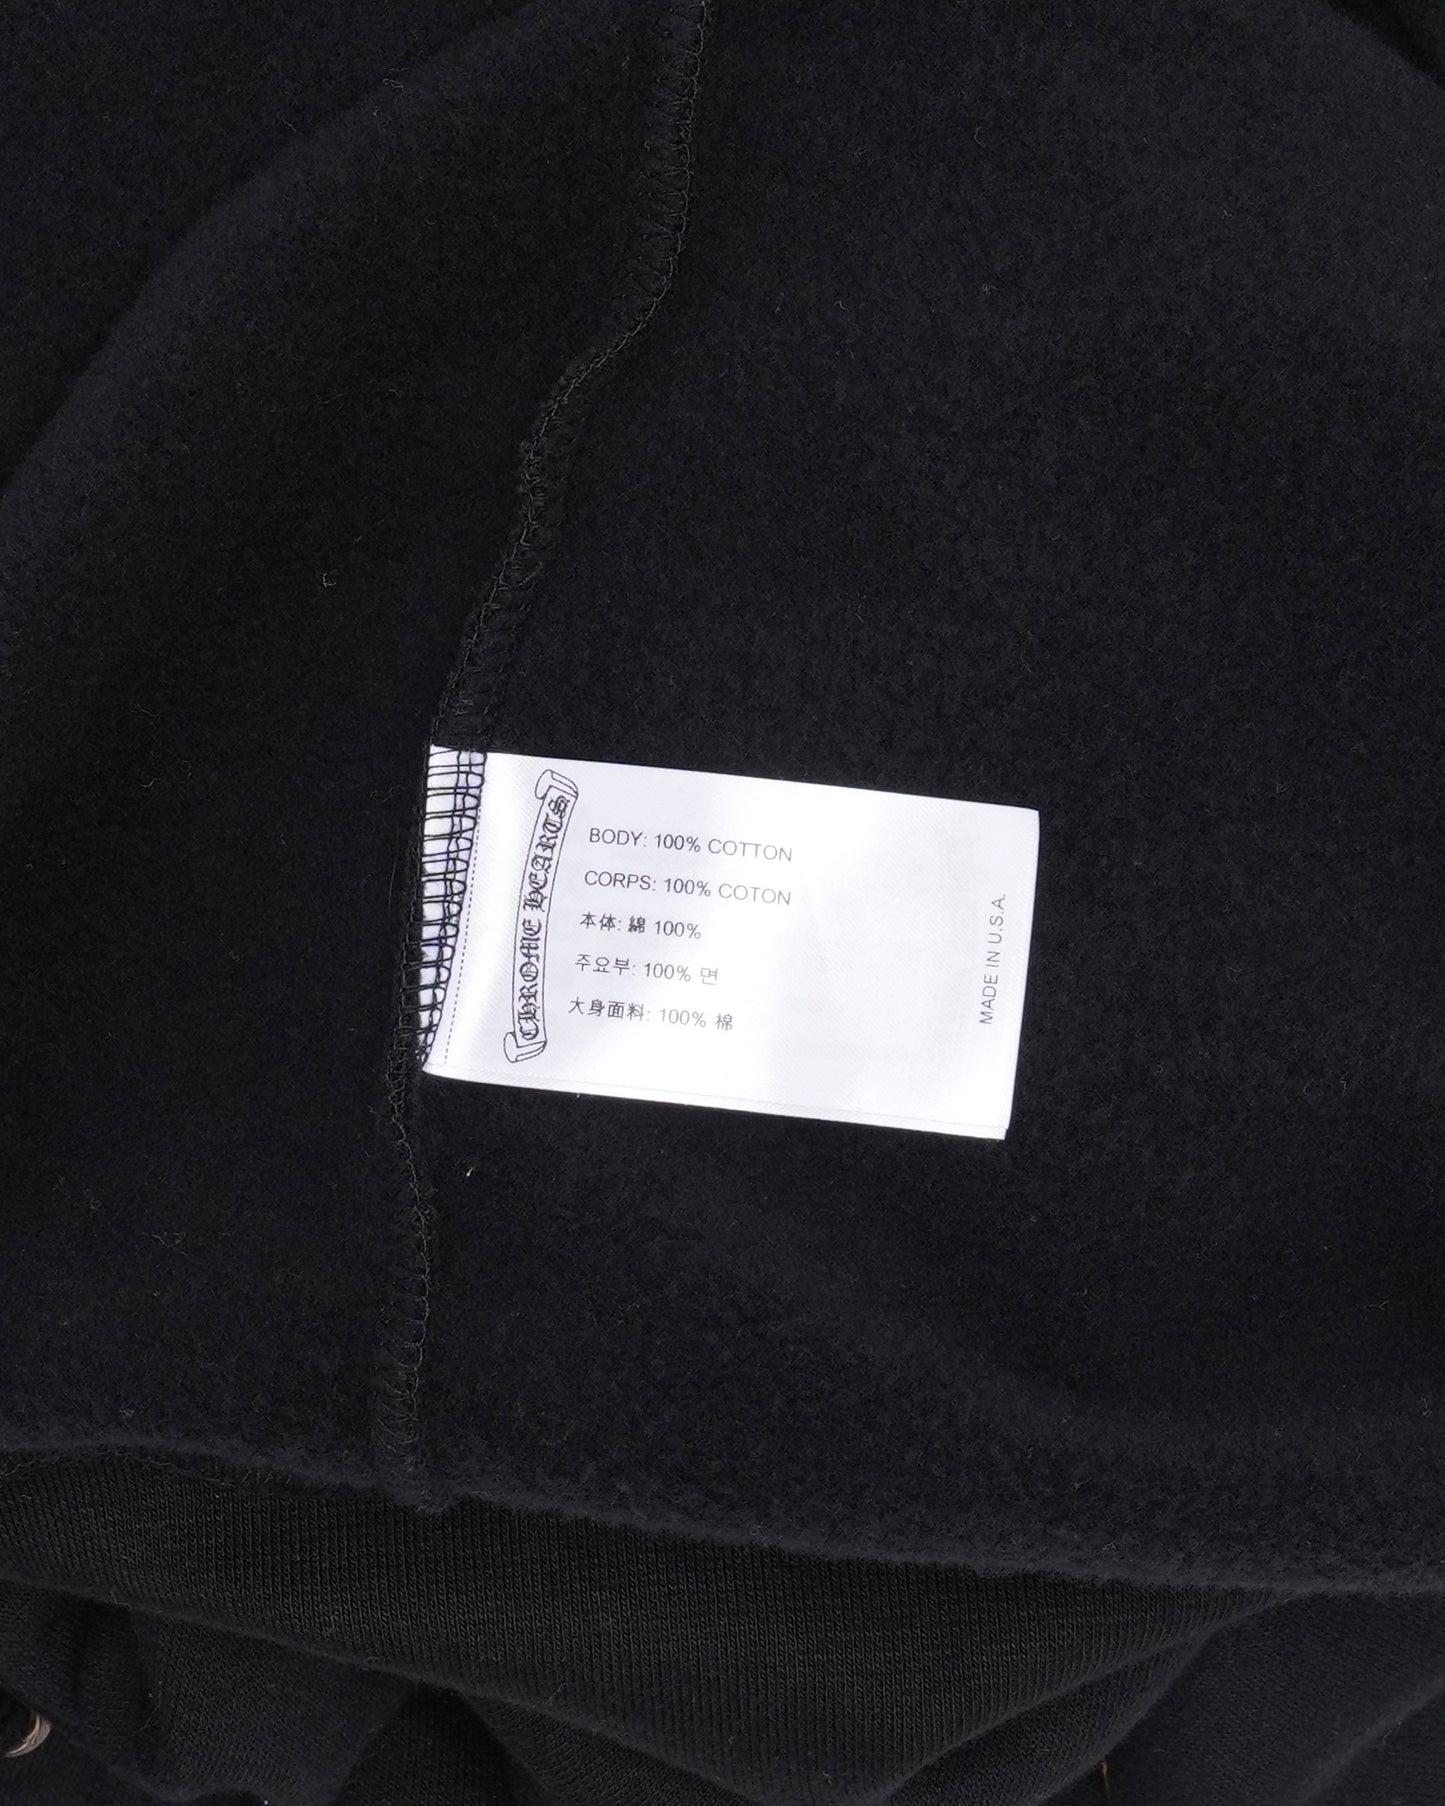 CHROME HEARTS
BODY: 100% COTTON
CORPS: 100% COTON
本体: 綿 100%
주요부: 100% 면
大身面料: 100% 棉
MADE IN U.S.A.